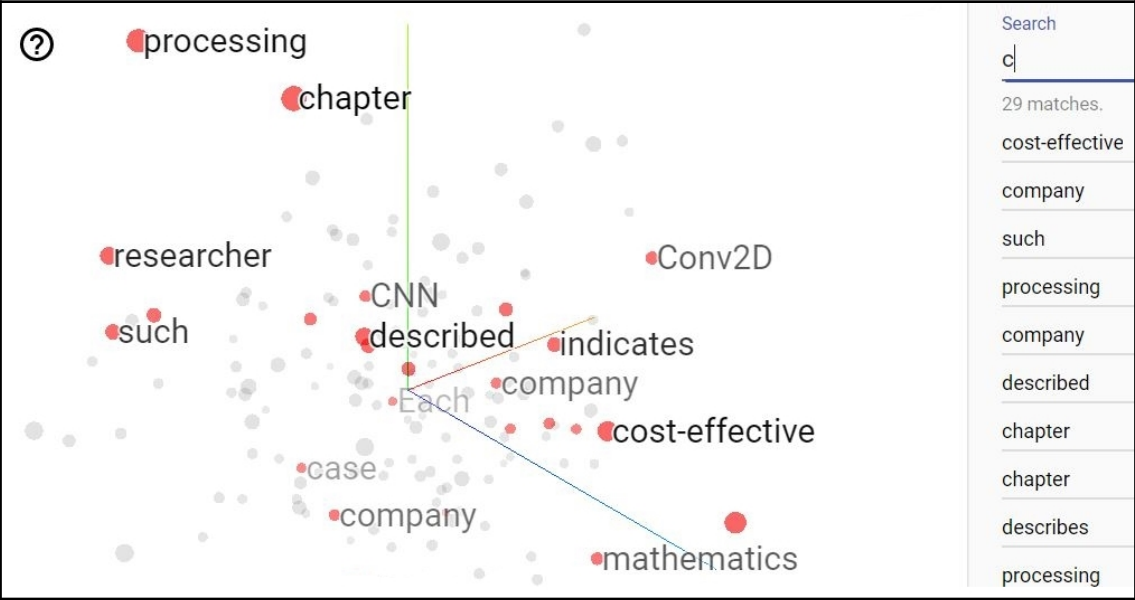 ?
processing
chapter
researcher
Conv2D
CNN
such
described
indicates
company
Each
cost-effective
case
company
mathematics
Search
c
29 matches.
cost-effective
company
such
processing
company
described
chapter
chapter
describes
processing